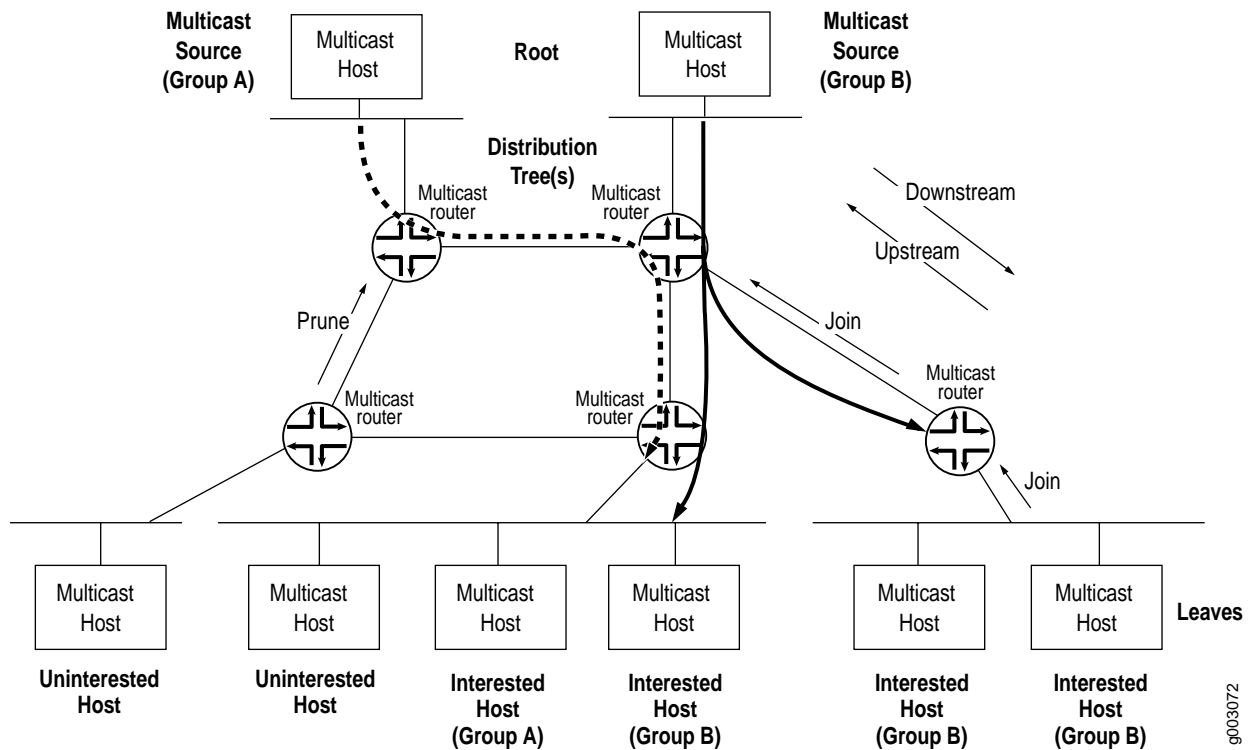 Multicast
Source
(Group A)
Multicast
Host
Root
Multicast
Host
Multicast
Source
(Group B)
Distribution
Tree(s)
Multicast
router
Multicast
router
Downstream
Upstream
Prune
Join
Multicast
router
Multicast
router
Multicast
router
Join
Multicast
Host
Multicast
Host
Multicast
Host
Multicast
Host
Multicast
Host
Multicast
Host
Leaves
Uninterested
Host
Uninterested
Host
Interested
Host
(Group A)
Interested
Host
(Group B)
Interested
Host
(Group B)
Interested
Host
(Group B)
g003072